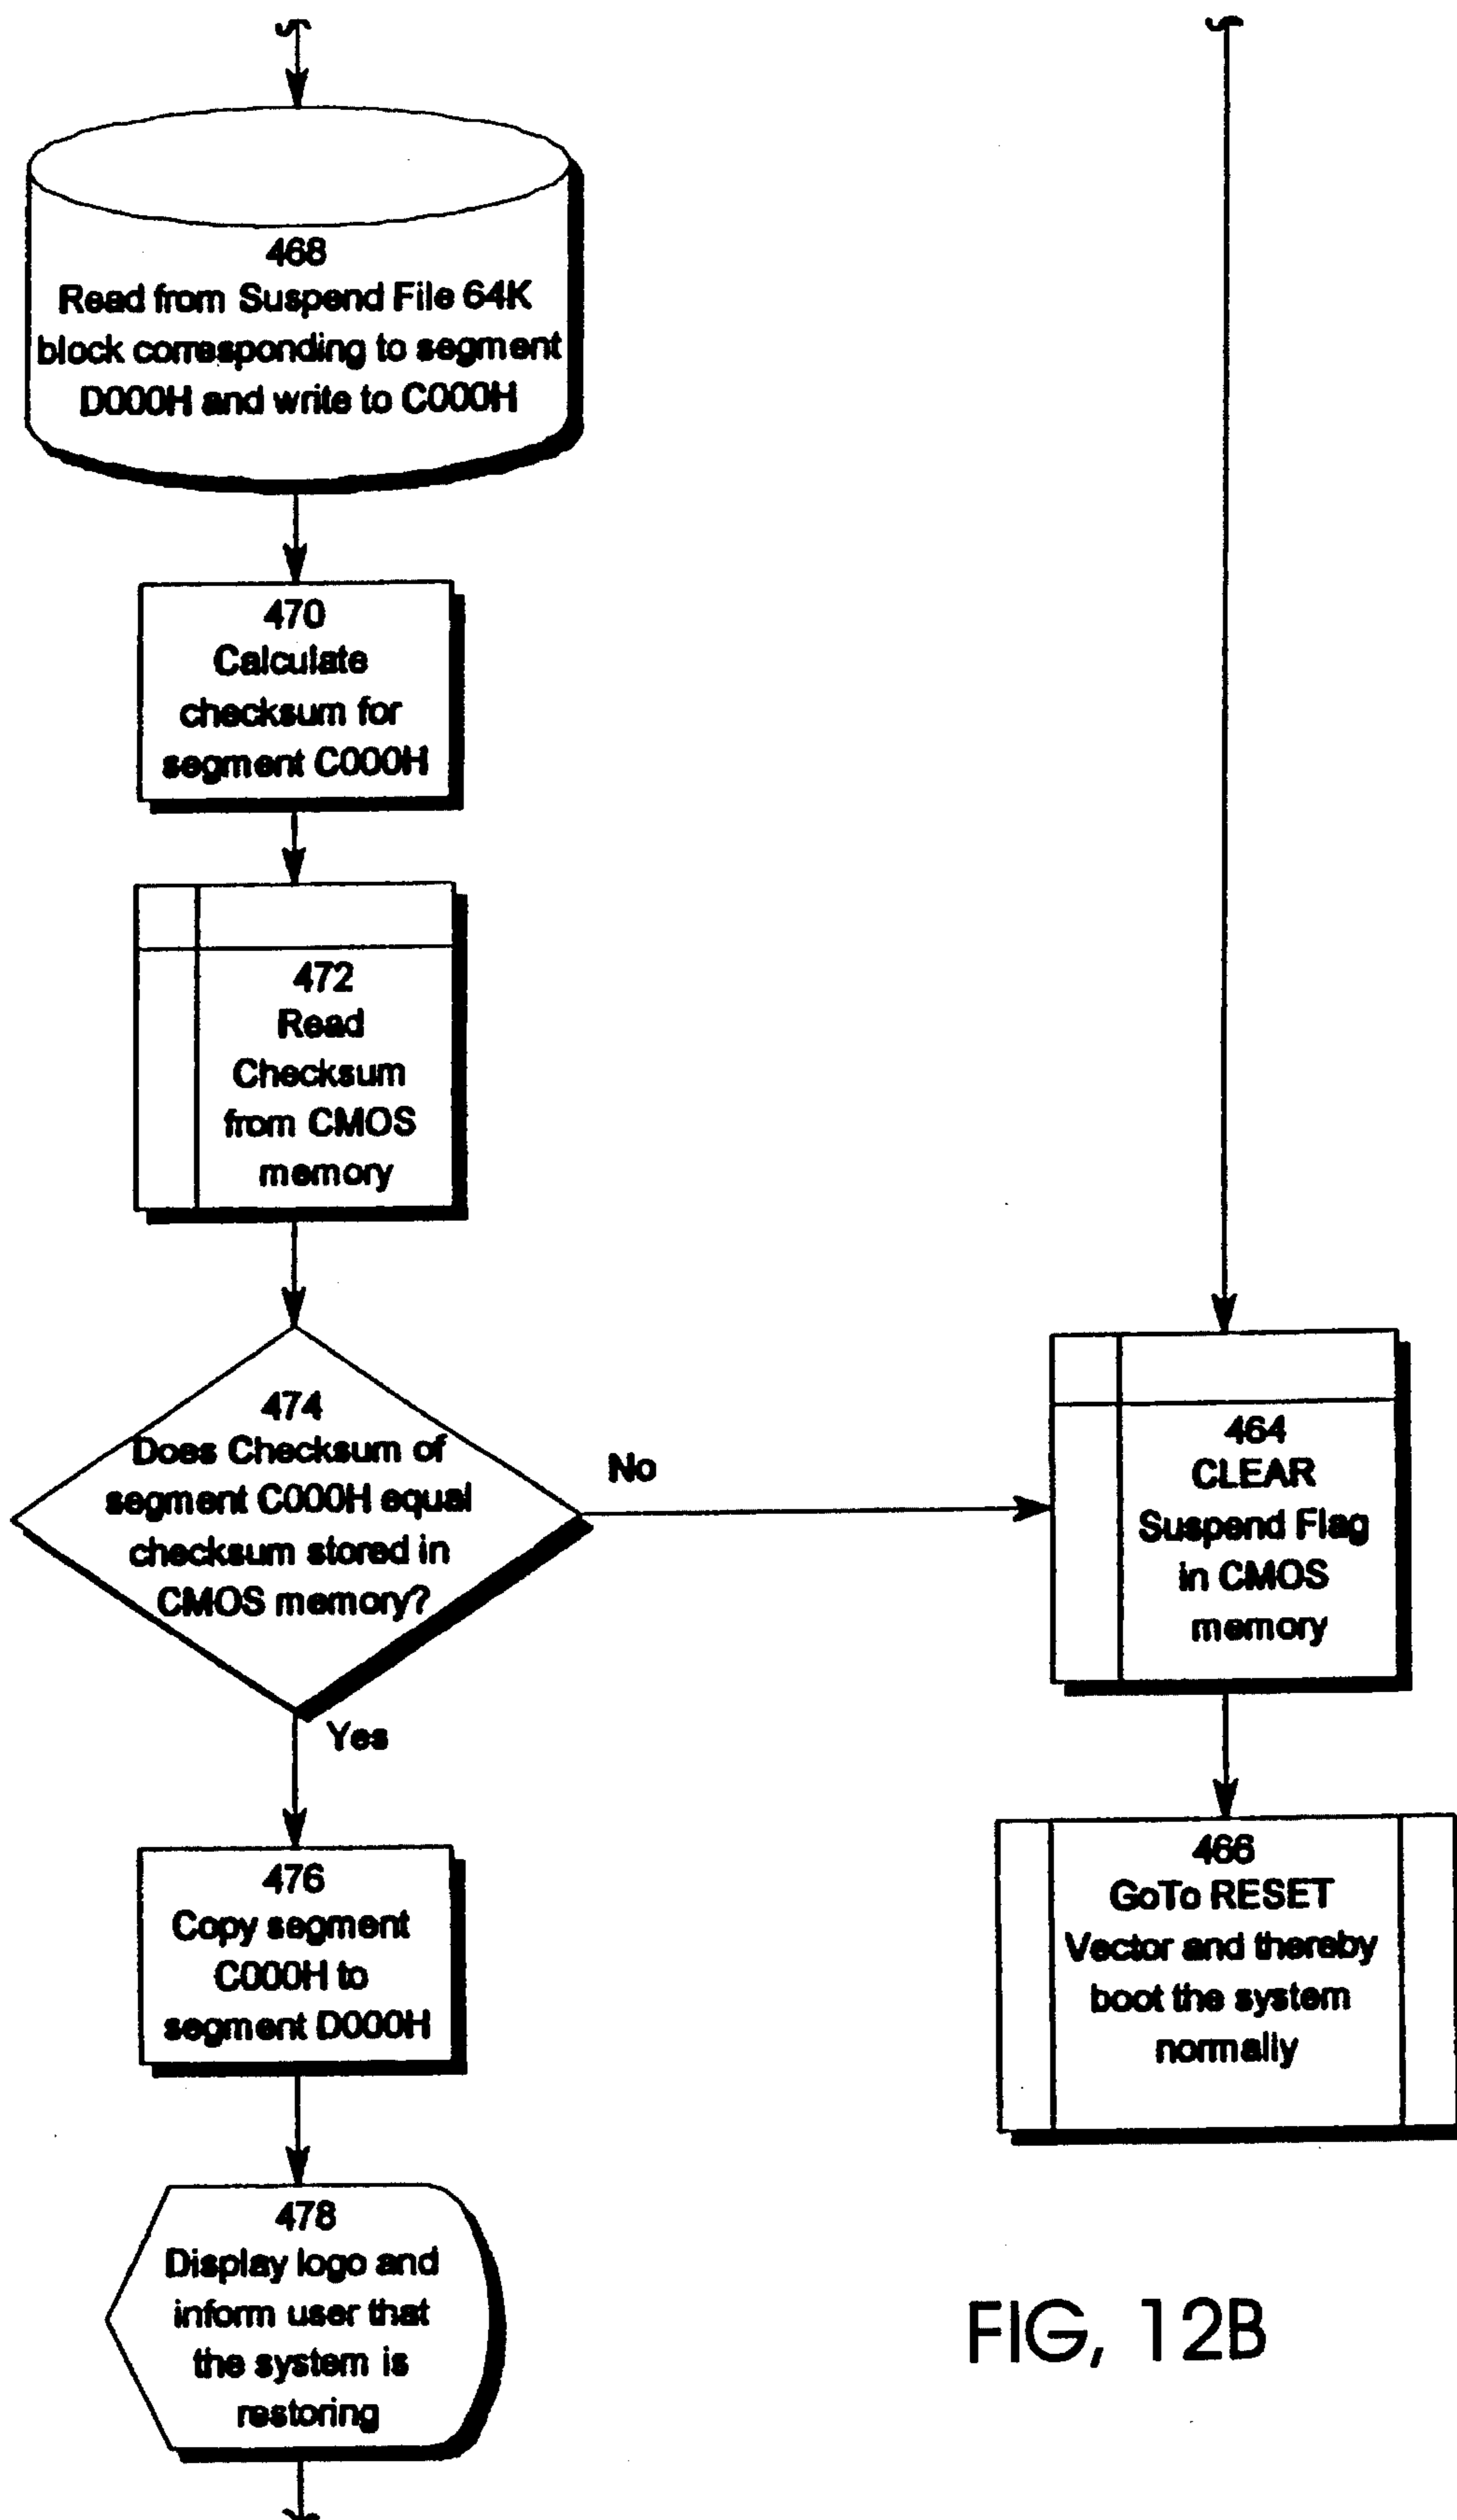 468
Read from Suspend File 64K
block corresponding to segment
D000H and write to C000H
470
Calculate
checksum for
segment C000H
472
Read
Checksum
from CMOS
memory
474
Does Checksum of
segment C000H equal
checksum stored in
CMOS memory?
No
Yes
464
CLEAR
Suspend Flag
in CMOS
memory
466
GoTo RESET
Vector and thereby
boot the system
normally
476
Copy segment
C000H to
segment D000H
478
Display logo and
inform user that
the system is
restoring
FIG, 12B